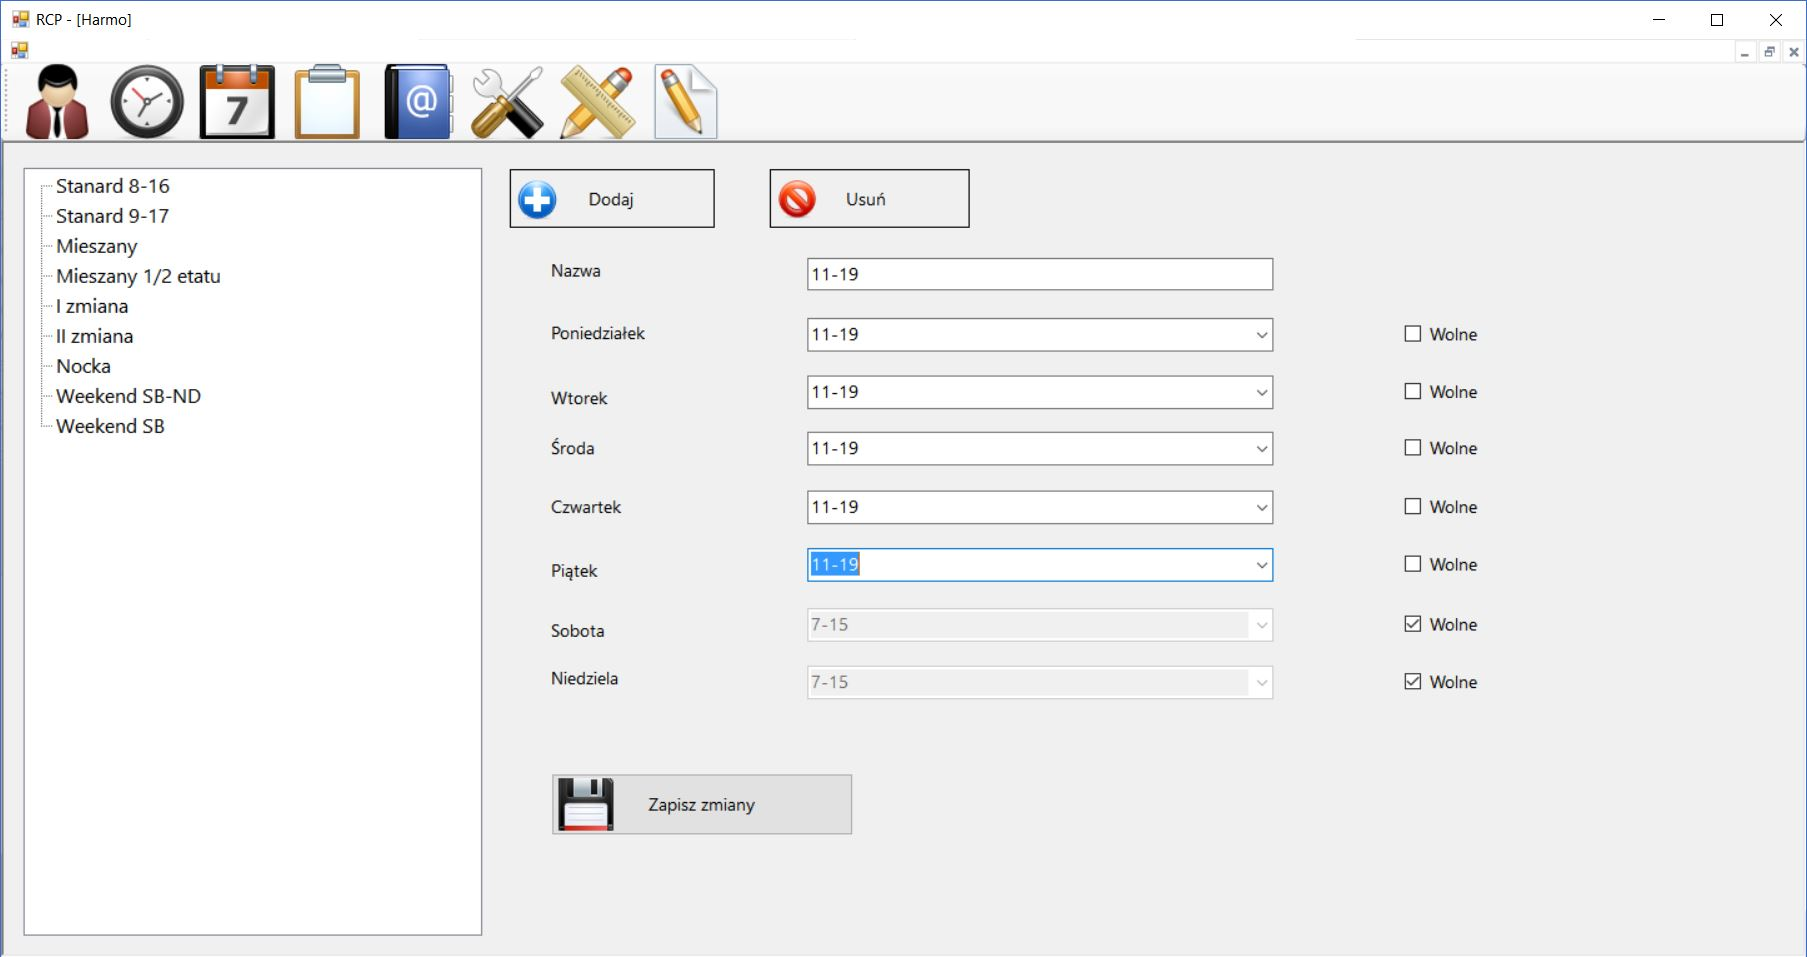 RCP - [Harmo]
7
@
Stanard 8-16
Stanard 9-17
Mieszany
Mieszany 1/2 etatu
I zmiana
II zmiana
Nocka
Weekend SB-ND
Weekend SB
Dodaj
Usuń
Nazwa 11-19
Poniedziałek 11-19 Wolne
Wtorek 11-19 Wolne
Środa 11-19 Wolne
Czwartek 11-19 Wolne
Piątek 11-19 Wolne
Sobota 7-15 Wolne
Niedziela 7-15 Wolne
Zapisz zmiany